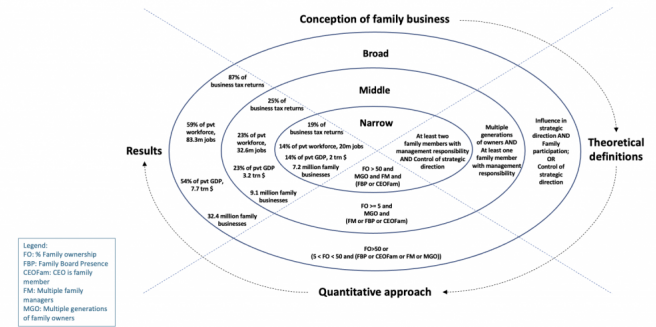 Conception of family business
Broad
87% of
business tax returns
Middle
25% of
business tax returns
59% of pvt
workforce,
83.3m jobs
19% of
business tax returns
Narrow
23% of pvt
workforce,
32.6m jobs
14% of pvt workforce, 20m jobs
14% of pvt GDP, 2 trn $
7.2 million family
businesses
At least two
family members with
management responsibility
AND Control of strategic
direction
Multiple
generations
of owners AND
At least one
family member
with management
responsibility
Influence in
strategic
direction AND
Family
participation;
OR
Control of
strategic
direction
Results
Theoretical
definitions
23% of pvt GDP
3.2 trn $
54% of pvt GDP,
7.7 trn $
FO > 50 and
MGO and FM and
(FBP or CEOFam)
9.1 million family
businesses
FO >= 5 and
MGO and
(FM or FBP or CEOFam)
32.4 million family
businesses
FO>50 or
(5 < FO < 50 and (FBP or CEOFam or FM or MGO))
Quantitative approach
Legend:
FO: % Family ownership
FBP: Family Board Presence
CEOFam: CEO is family
member
FM: Multiple family
managers
MGO: Multiple generations
of family owners